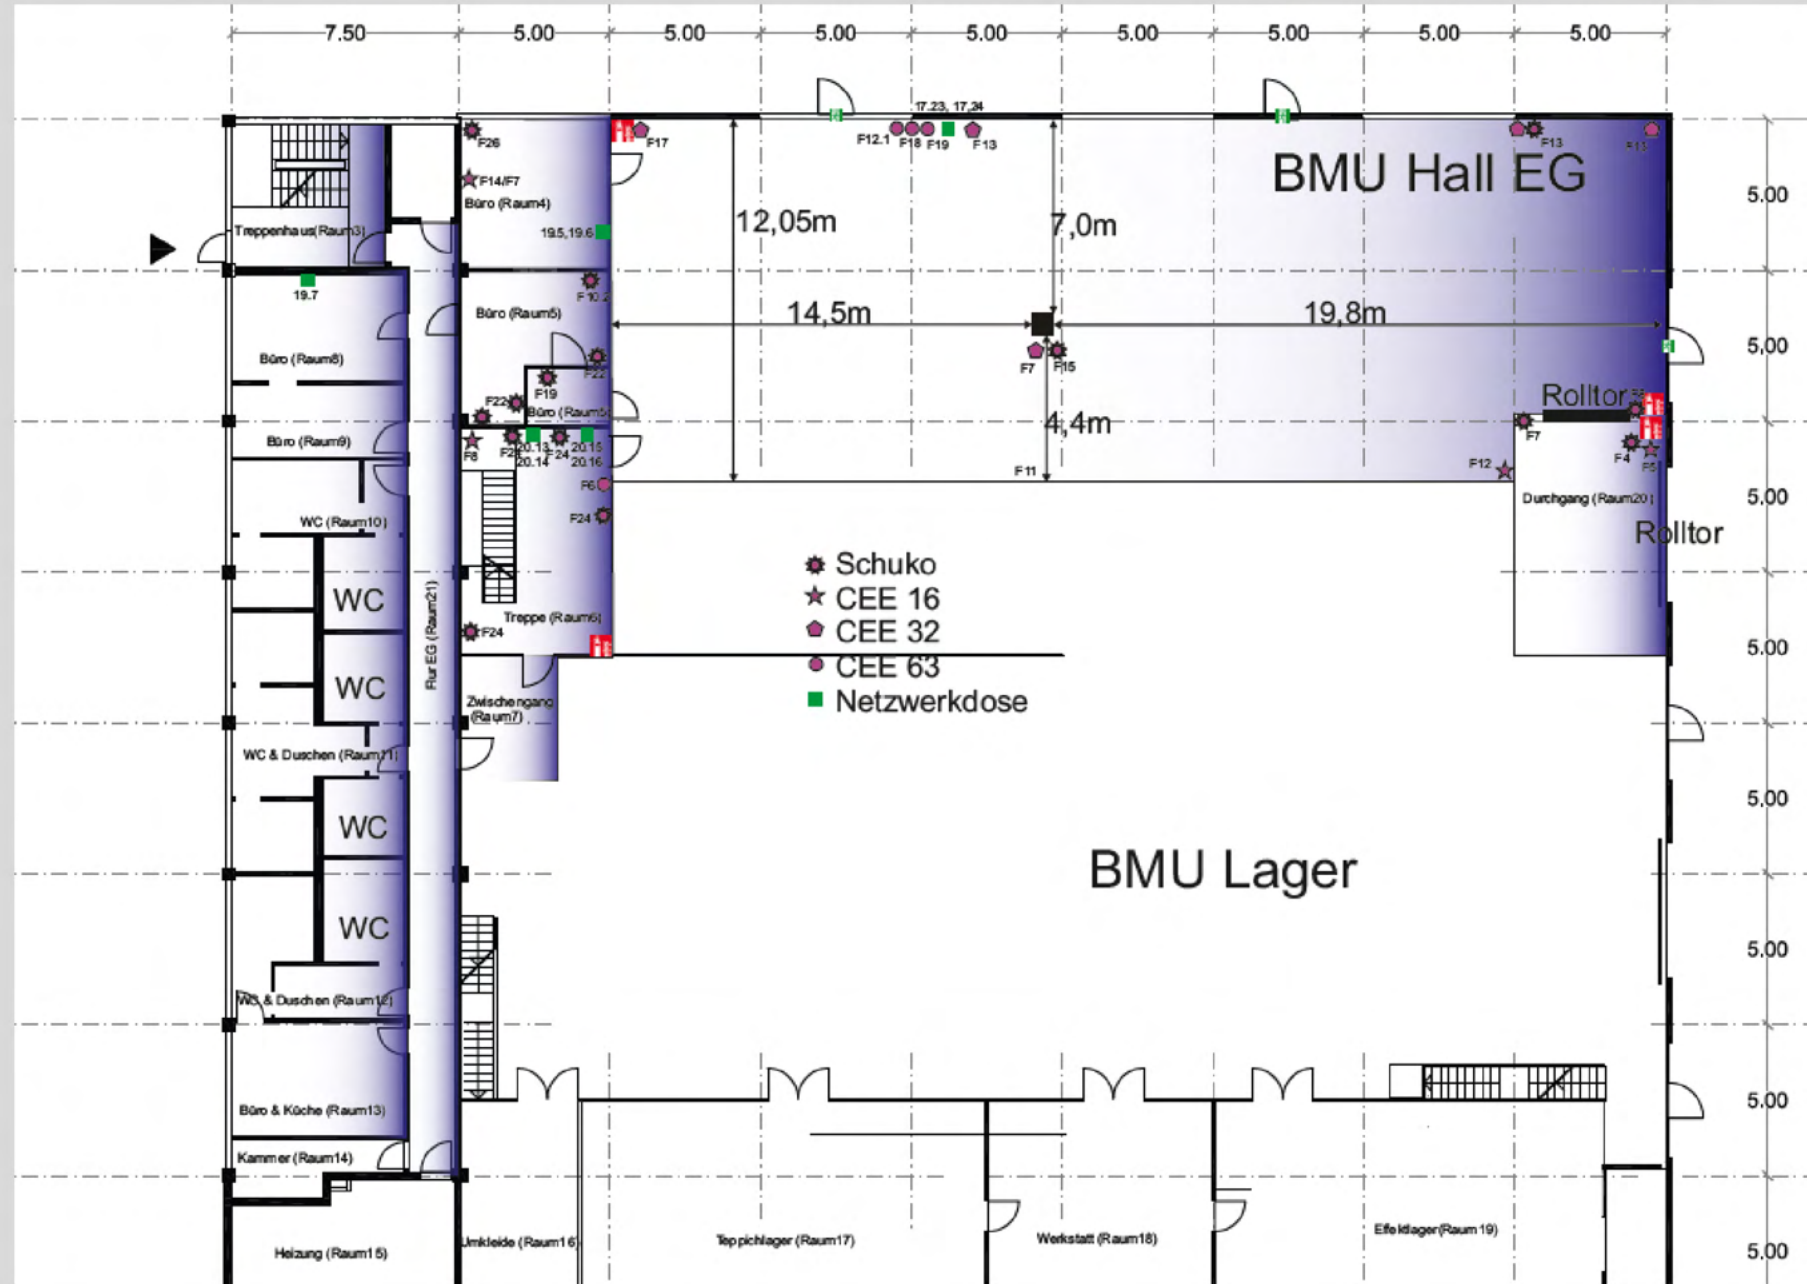 7.50 5.00 5.00 5.00 5.00 5.00 5.00 5.00 5.00
17.23, 17,24
F26
F17
F12.1 F18 F19 F13
F13
BMU Hall EG
F14/F7
Büro (Raum4)
5.00
12,05m
7,0m
Treppenhaus(Raum3)
19.5,19.6
19.7
Büro (Raum5)
14,5m
19,8m
5.00
Büro (Raum8)
F22
F7
F15
F19
Rolltor
F22
4,4m
F7
Büro (Raum9)
F8
F24
20.13
20.14
20.15
20.16
F4
F5
F11
F12
F6
5.00
Durchgang (Raum20)
WC (Raum10)
F24
Rolltor
Schuko
WC
CEE 16
Flur EG (Raum21)
Treppe (Raum6)
F24
CEE 32
5.00
CEE 63
WC
Zwischengang
(Raum7)
Netzwerkdose
WC & Duschen (Raum11)
5.00
WC
BMU Lager
WC
5.00
WC & Duschen (Raum12)
Büro & Küche (Raum13)
5.00
Kammer (Raum14)
Heizung (Raum15)
Umkleide (Raum16)
Teppichlager (Raum17)
Werkstatt (Raum18)
Effektlager(Raum 19)
5.00